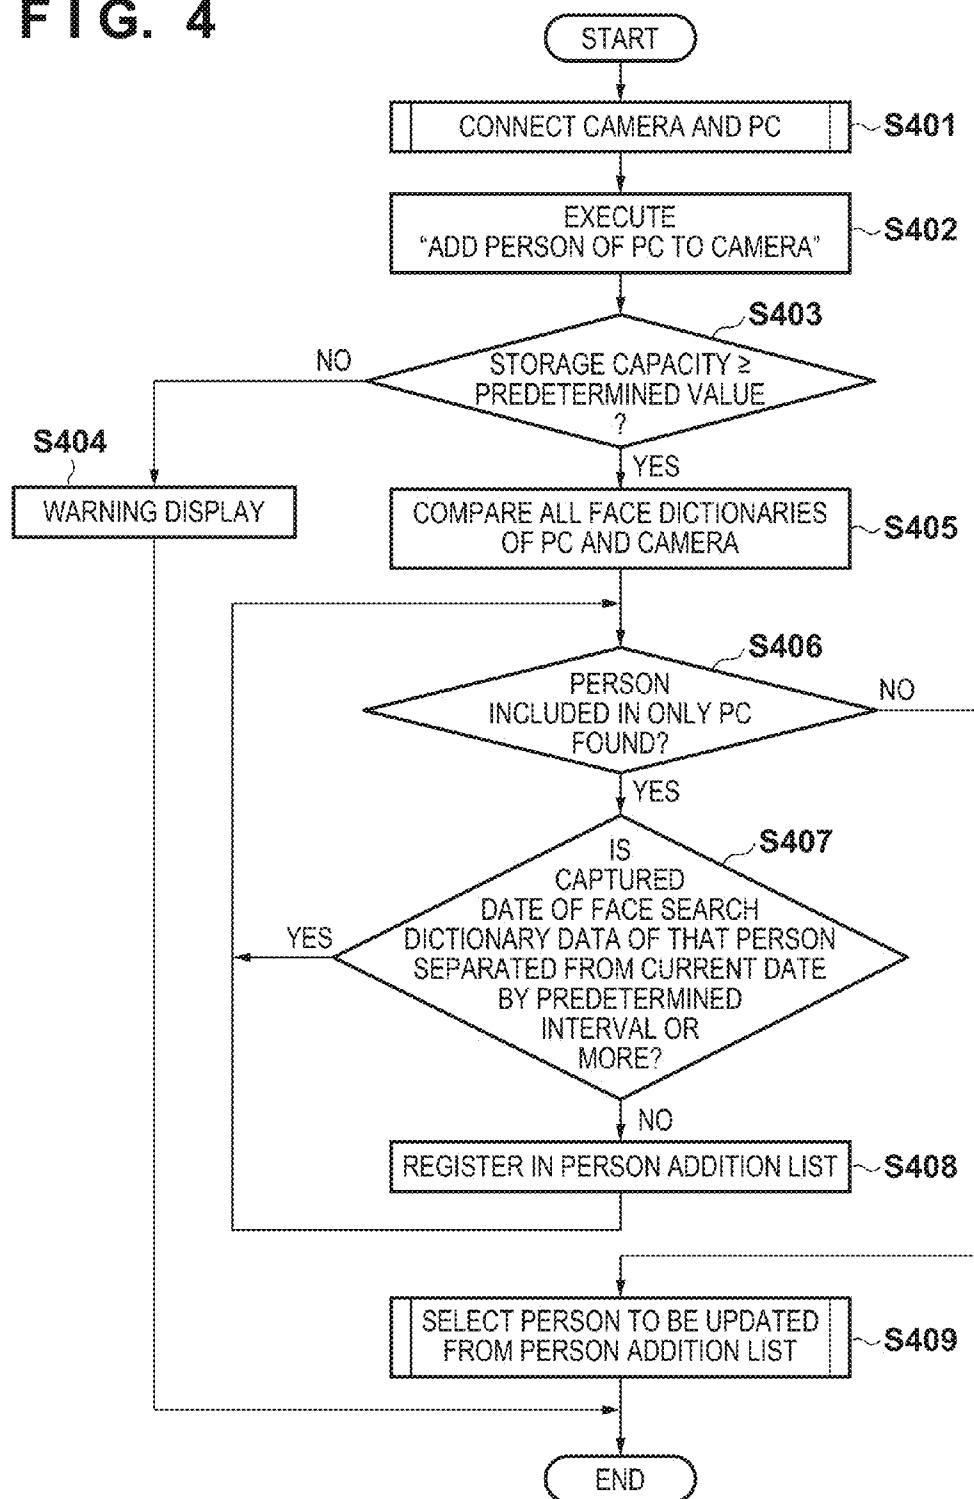 FIG. 4
START
CONNECT CAMERA AND PC
S401
EXECUTE
“ADD PERSON OF PC TO CAMERA”
S402
S403
NO
STORAGE CAPACITY ≥
PREDETERMINED VALUE
?
S404
YES
WARNING DISPLAY
COMPARE ALL FACE DICTIONARIES
OF PC AND CAMERA
S405
S406
PERSON
INCLUDED IN ONLY PC
FOUND?
NO
YES
S407
IS
CAPTURED
DATE OF FACE SEARCH
DICTIONARY DATA OF THAT PERSON
SEPARATED FROM CURRENT DATE
BY PREDETERMINED
INTERVAL OR
MORE?
YES
NO
REGISTER IN PERSON ADDITION LIST
S408
SELECT PERSON TO BE UPDATED
FROM PERSON ADDITION LIST
S409
END